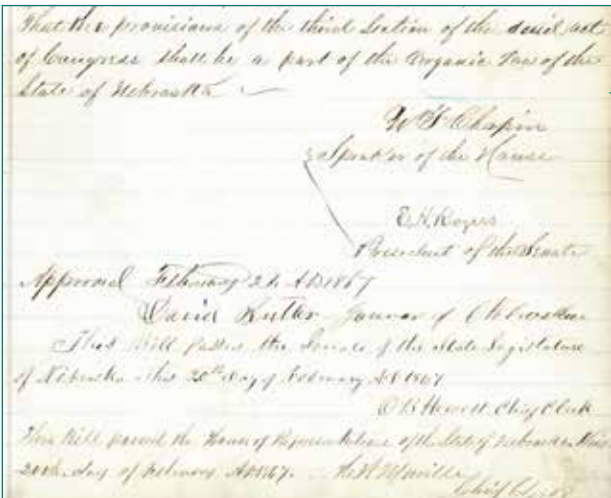 That the provisions of the third Section of the said act
of Congress shall be a part of the Organic Law of the
State of Nebraska
W F Chapin
Speaker of the House
E. H. Rogers
President of the Senate
Approved February 21 AD 1867
David Butler Governor of Nebraska
This Bill passed the Senate of the State Legislature
of Nebraska this 20th day of February AD 1867
O B Hewett Chief Clerk
This Bill passed the House of Representatives of the State of Nebraska this
20th day of February AD 1867.
Chief Clerk